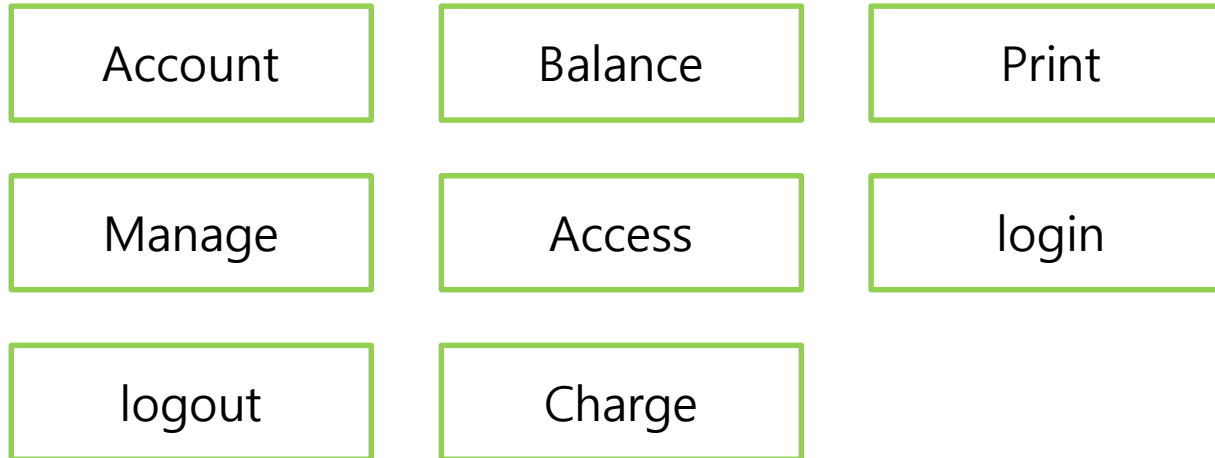 Account
Balance
Print
Manage
Access
login
logout
Charge